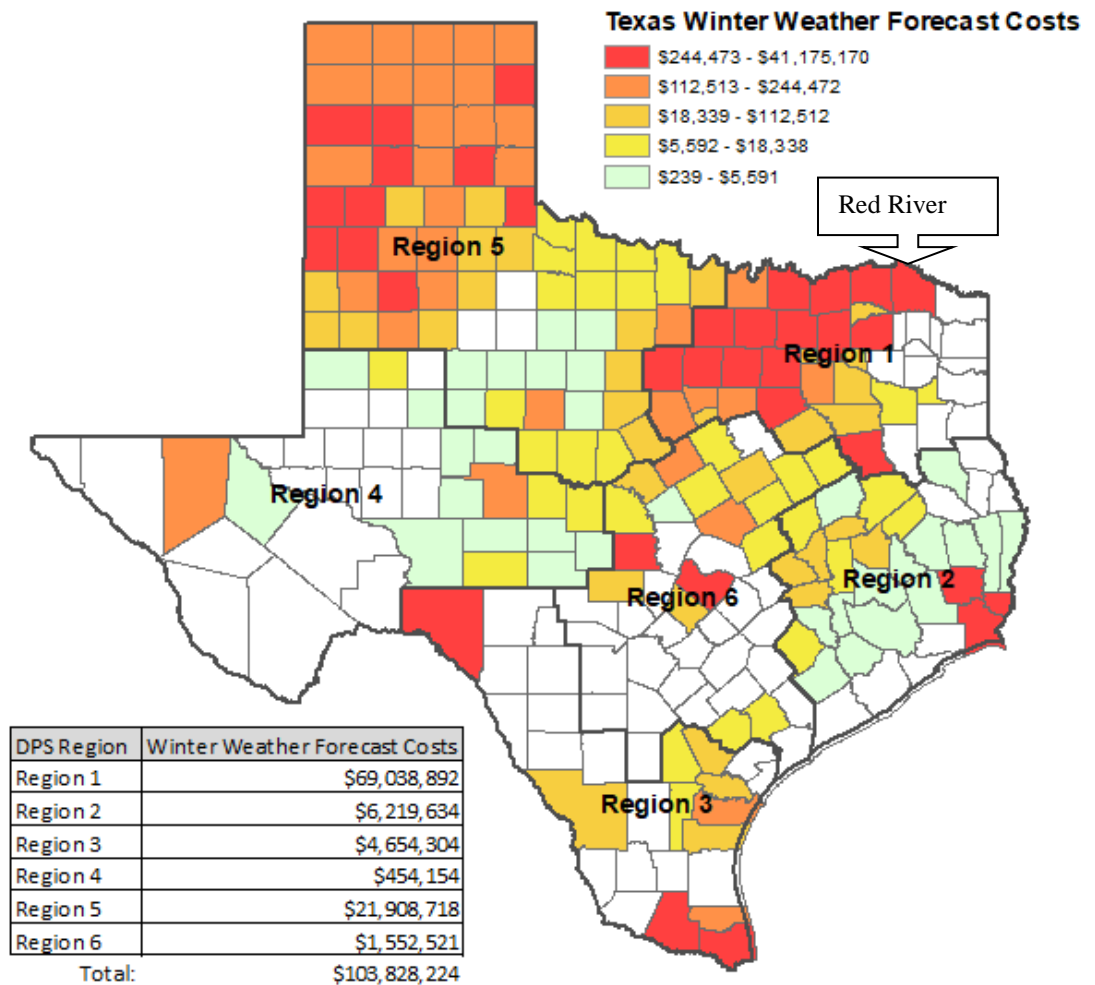 Texas Winter Weather Forecast Costs
$244,473 - $41,175,170
$112,513 - $244,472
$18,339 - $112,512
$5,592 - $18,338
$239 - $5,591
Red River
Region 5
Region 1
Region 4
Region 2
Region 6
Region 3
DPS Region Winter Weather Forecast Costs
Region 1 $69,038,892
Region 2 $6,219,634
Region 3 $4,654,304
Region 4 $454,154
Region 5 $21,908,718
Region 6 $1,552,521
Total: $103,828,224